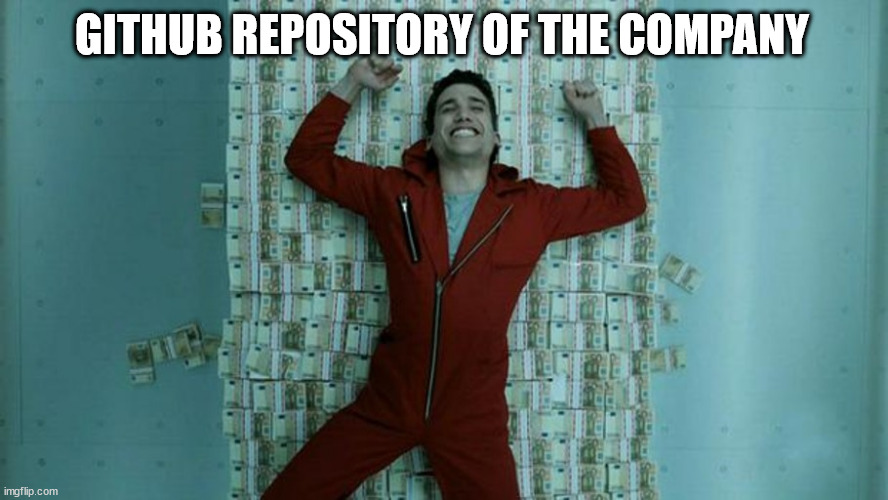 GITHUB REPOSITORY OF THE COMPANY
imgflip.com